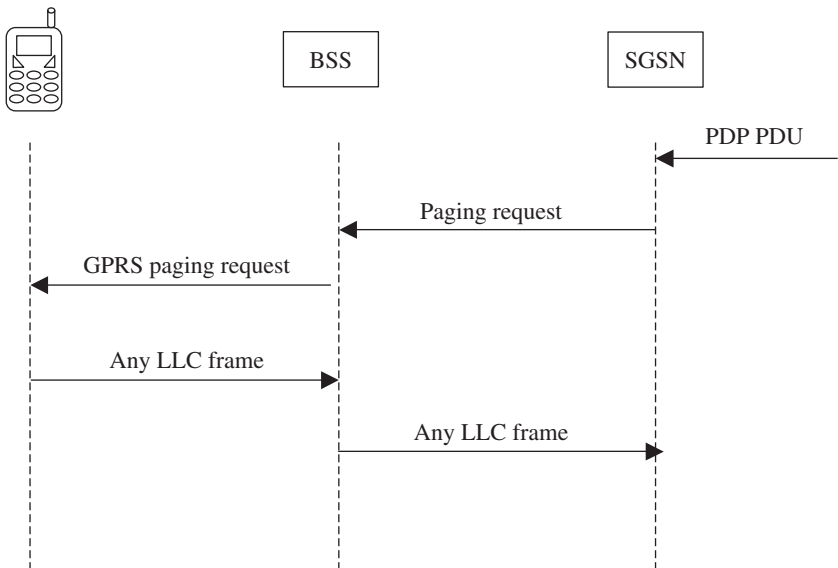 BSS
SGSN
PDP PDU
Paging request
GPRS paging request
Any LLC frame
Any LLC frame